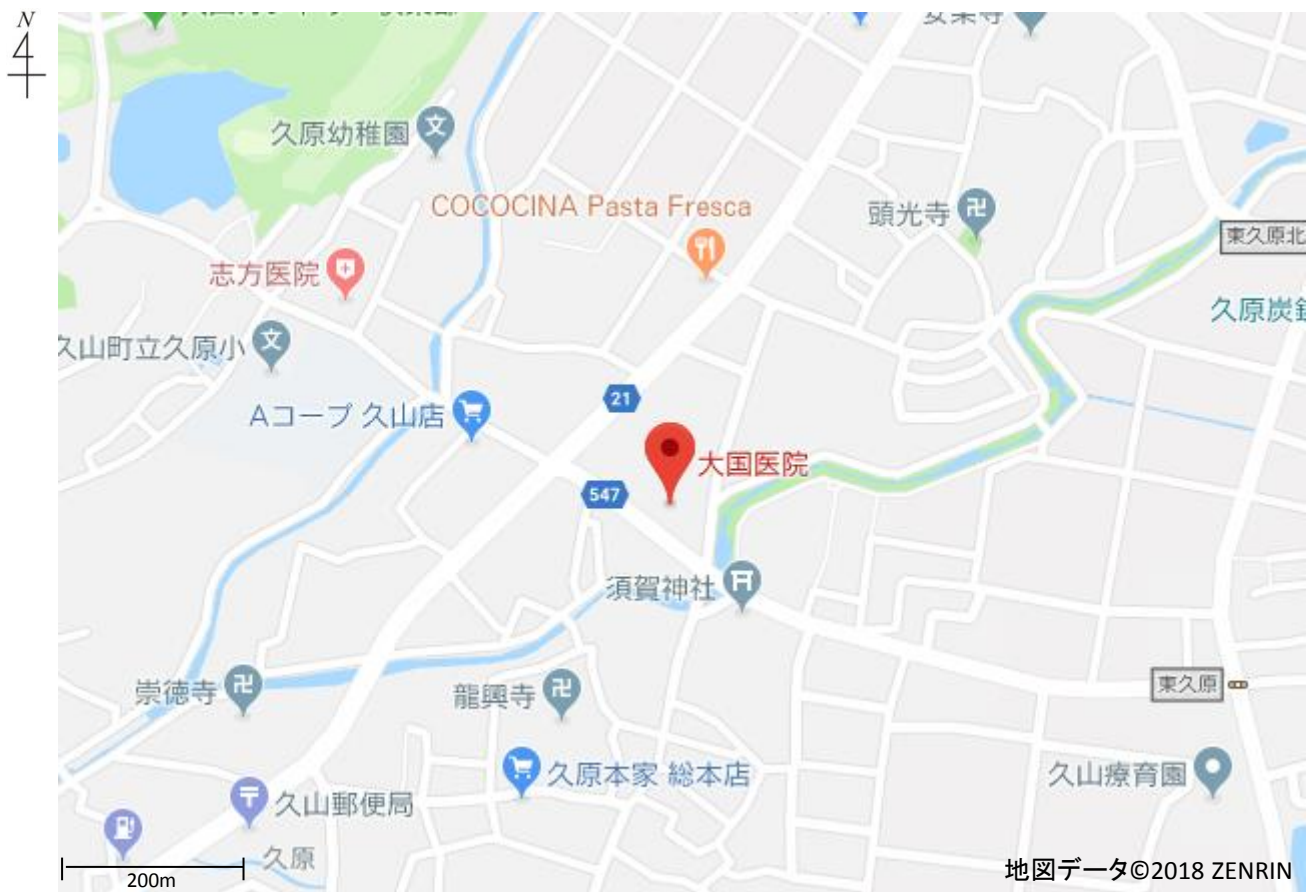 N
久原幼稚園
COCOCINA Pasta Fresca
頭光寺
東久原北
志方医院
久原炭鉱
久山町立久原小
21
Aコープ 久山店
大国医院
547
須賀神社
崇徳寺
龍興寺
東久原
久原本家 総本店
久山療育園
久山郵便局
久原
200m
地図データ©2018 ZENRIN